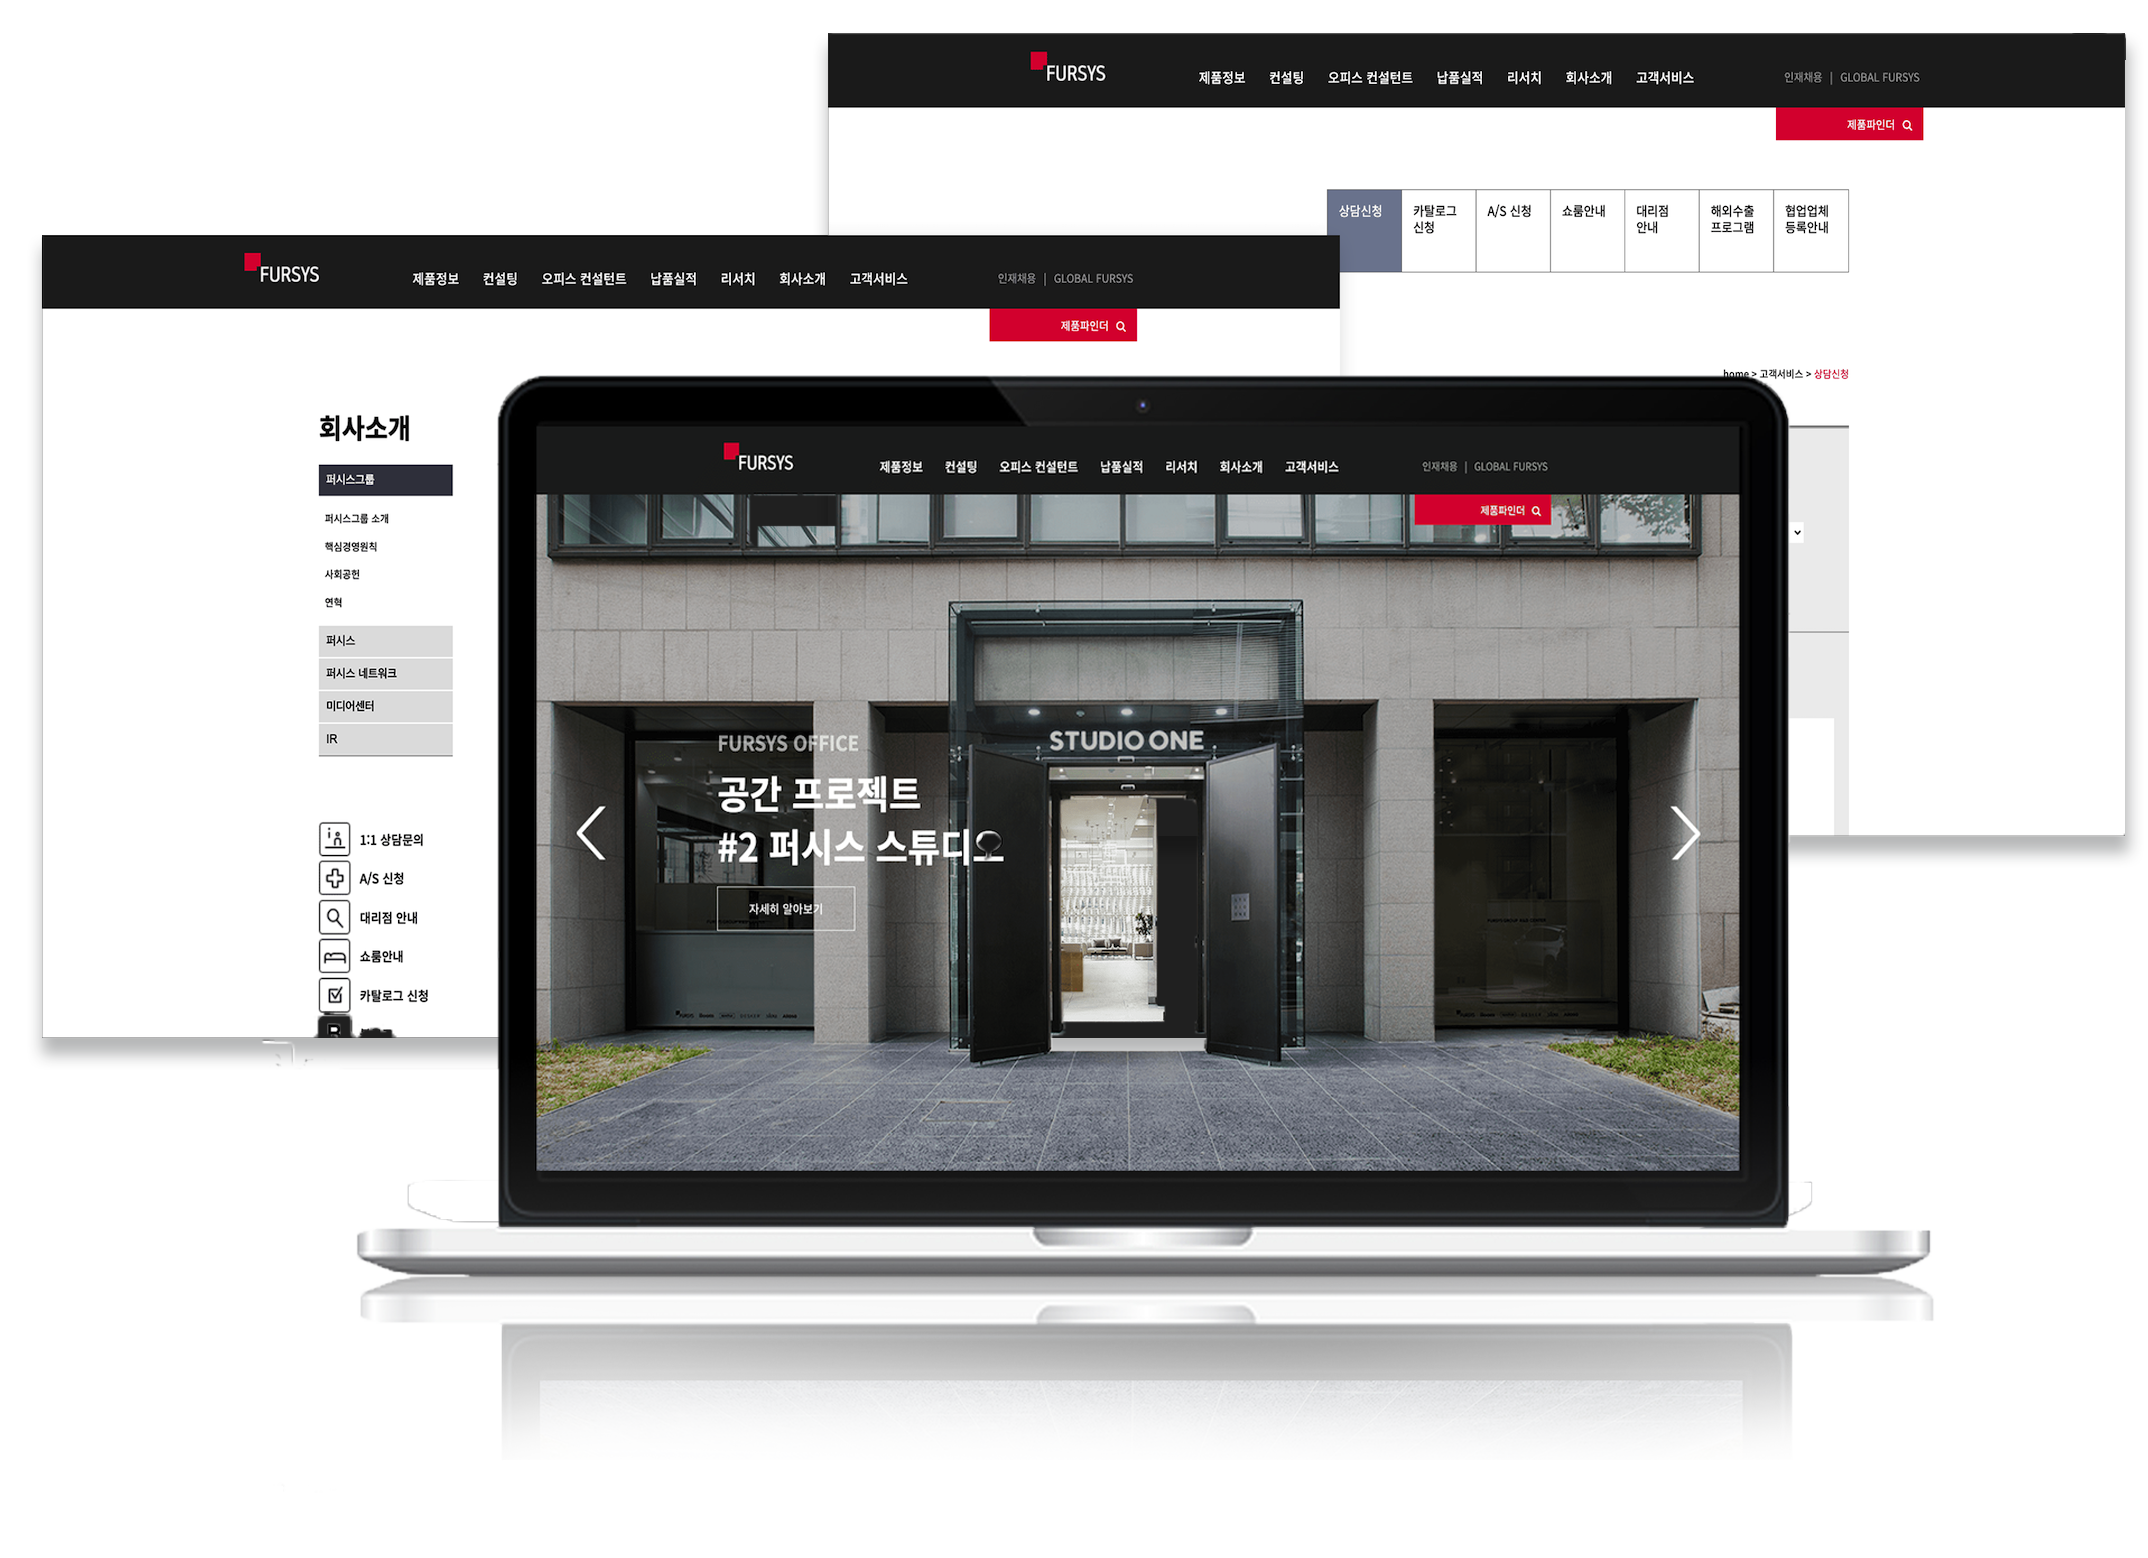 FURSYS 제품정보 컨설팅 오피스 컨설턴트 납품실적 리서치 회사소개 고객서비스 인재채용 | GLOBAL FURSYS
제품파인더
상담신청 카탈로그 신청 A/S 신청 쇼룸안내 대리점 안내 해외수출 프로그램 협업업체 등록안내
home > 고객서비스 > 상담신청
FURSYS 제품정보 컨설팅 오피스 컨설턴트 납품실적 리서치 회사소개 고객서비스 인재채용 | GLOBAL FURSYS
제품파인더
회사소개
퍼시스그룹
퍼시스그룹 소개
핵심경영원칙
사회공헌
연혁
퍼시스
퍼시스 네트워크
미디어센터
IR
1:1 상담문의
A/S 신청
대리점 안내
쇼룸안내
카탈로그 신청
FURSYS 제품정보 컨설팅 오피스 컨설턴트 납품실적 리서치 회사소개 고객서비스 인재채용 | GLOBAL FURSYS
제품파인더
STUDIO ONE
FURSYS OFFICE
공간 프로젝트
#2 퍼시스 스튜디오
자세히 알아보기